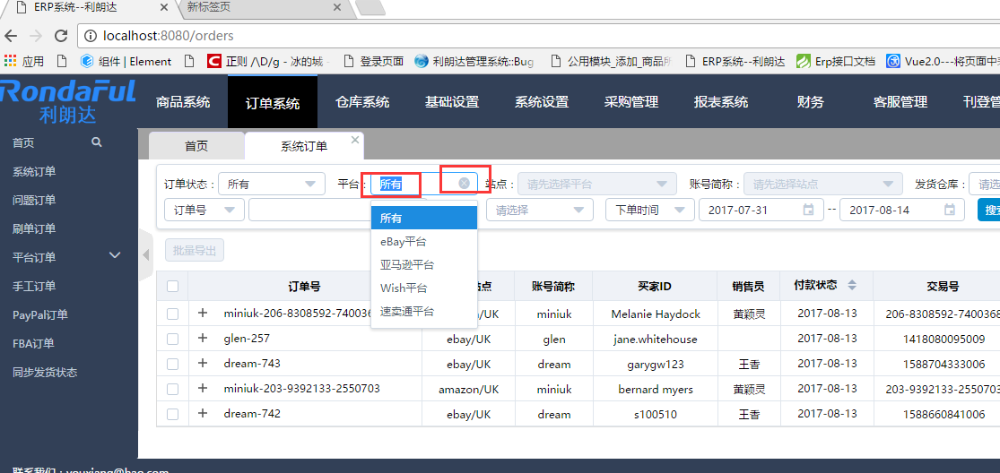 ERP系统--利朗达 新标签页
localhost:8080/orders
应用 组件 | Element 正则 /\D/g - 冰的城 登录页面 利朗达管理系统::Bug 公用模块_添加_商品 ERP系统--利朗达 Erp接口文档 Vue2.0---将页面中
RondaFul
利朗达
商品系统 订单系统 仓库系统 基础设置 系统设置 采购管理 报表系统 财务 客服管理 刊登管
首页
系统订单
问题订单
刷单订单
平台订单
手工订单
PayPal订单
FBA订单
同步发货状态
首页 系统订单
订单状态: 所有 平台: 所有 站点: 请先选择平台 账号简称: 请先选择站点 发货仓库: 请选
订单号 请选择 下单时间 2017-07-31 -- 2017-08-14 搜索
所有
eBay平台
亚马逊平台
Wish平台
速卖通平台
批量导出
订单号 站点 账号简称 买家ID 销售员 付款状态 交易号
miniuk-206-8308592-7400368 amazon/UK miniuk Melanie Haydock 黄颖灵 2017-08-13 206-8308592-7400368
glen-257 ebay/UK glen jane.whitehouse 2017-08-13 1418080095009
dream-743 ebay/UK dream garygw123 王香 2017-08-13 1588704333006
miniuk-203-9392133-2550703 amazon/UK miniuk bernard myers 黄颖灵 2017-08-13 203-9392133-2550703
dream-742 ebay/UK dream s100510 王香 2017-08-13 1588660841006
联系我们:youxiang@hao.com